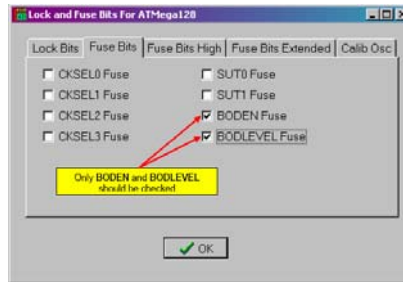 Lock and Fuse Bits For ATMega128
Lock Bits Fuse Bits Fuse Bits High Fuse Bits Extended Calib Osc
CKSEL0 Fuse SUT0 Fuse
CKSEL1 Fuse SUT1 Fuse
CKSEL2 Fuse BODEN Fuse
CKSEL3 Fuse BODLEVEL Fuse
Only BODEN and BODLEVEL
should be checked
OK